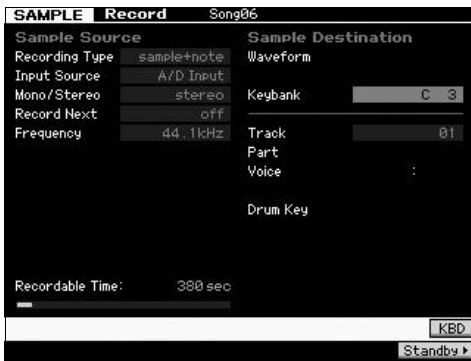 SAMPLE Record Song06
Sample Source
Recording Type sample+note
Input Source A/D Input
Mono/Stereo stereo
Record Next off
Frequency 44.1kHz
Recordable Time: 380 sec
Sample Destination
Waveform
Keybank C 3
Track 01
Part
Voice :
Drum Key
KBD
Standby